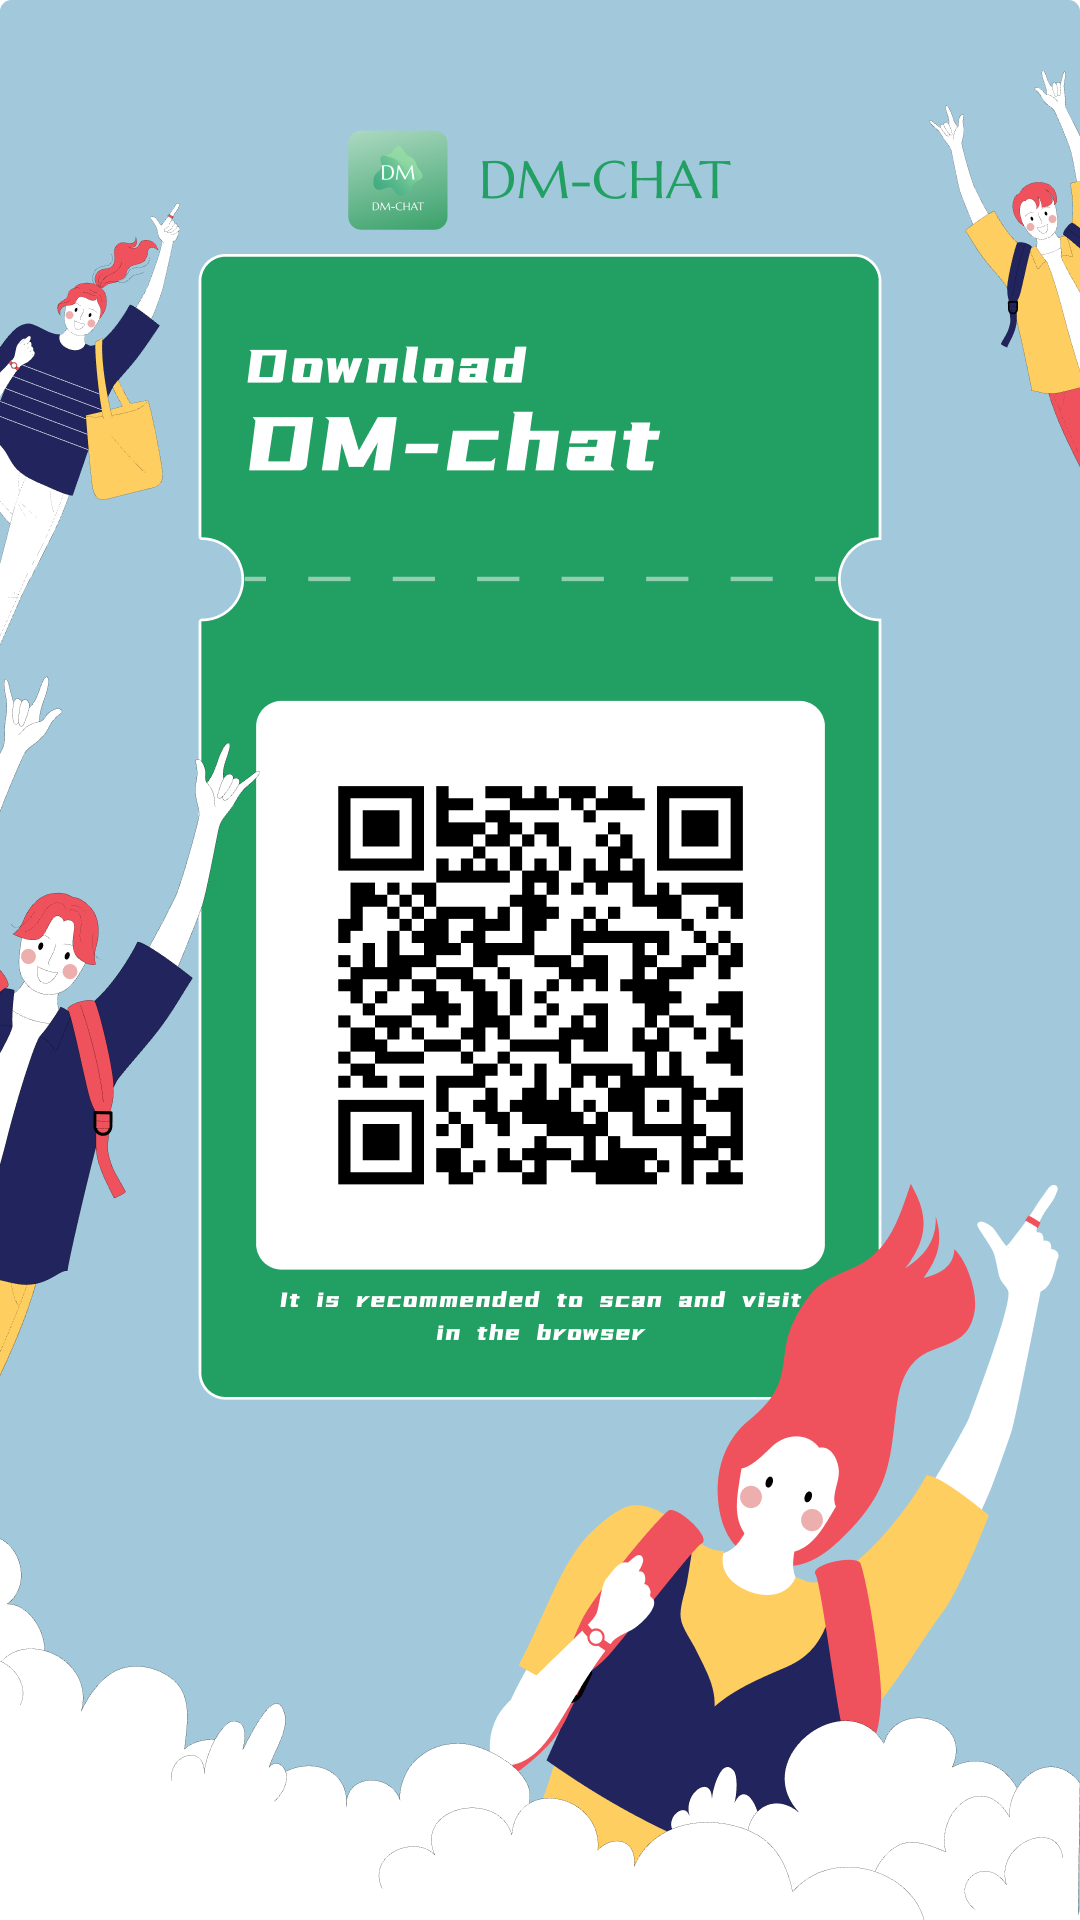 DM
DM-CHAT
DM-CHAT
Download
DM-chat
It is recommended to scan and visit
in the browser